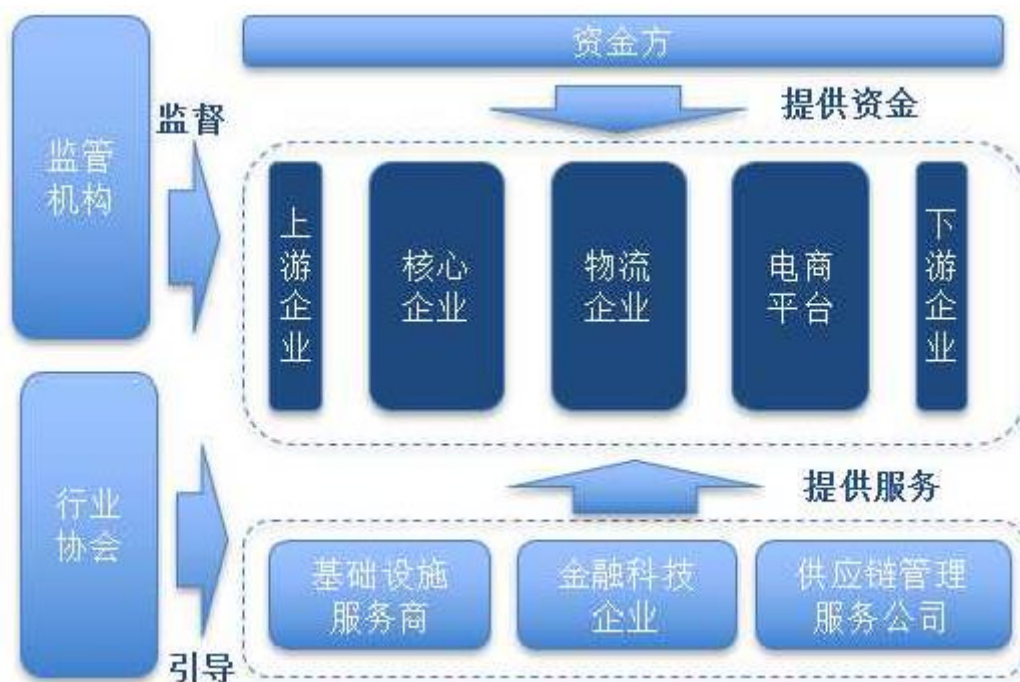 资金方
监督
提供资金
监管
机构
上
游
企
业
核心
企业
物流
企业
电商
平台
下
游
企
业
提供服务
行业
协会
基础设施
服务商
金融科技
企业
供应链管理
服务公司
引导